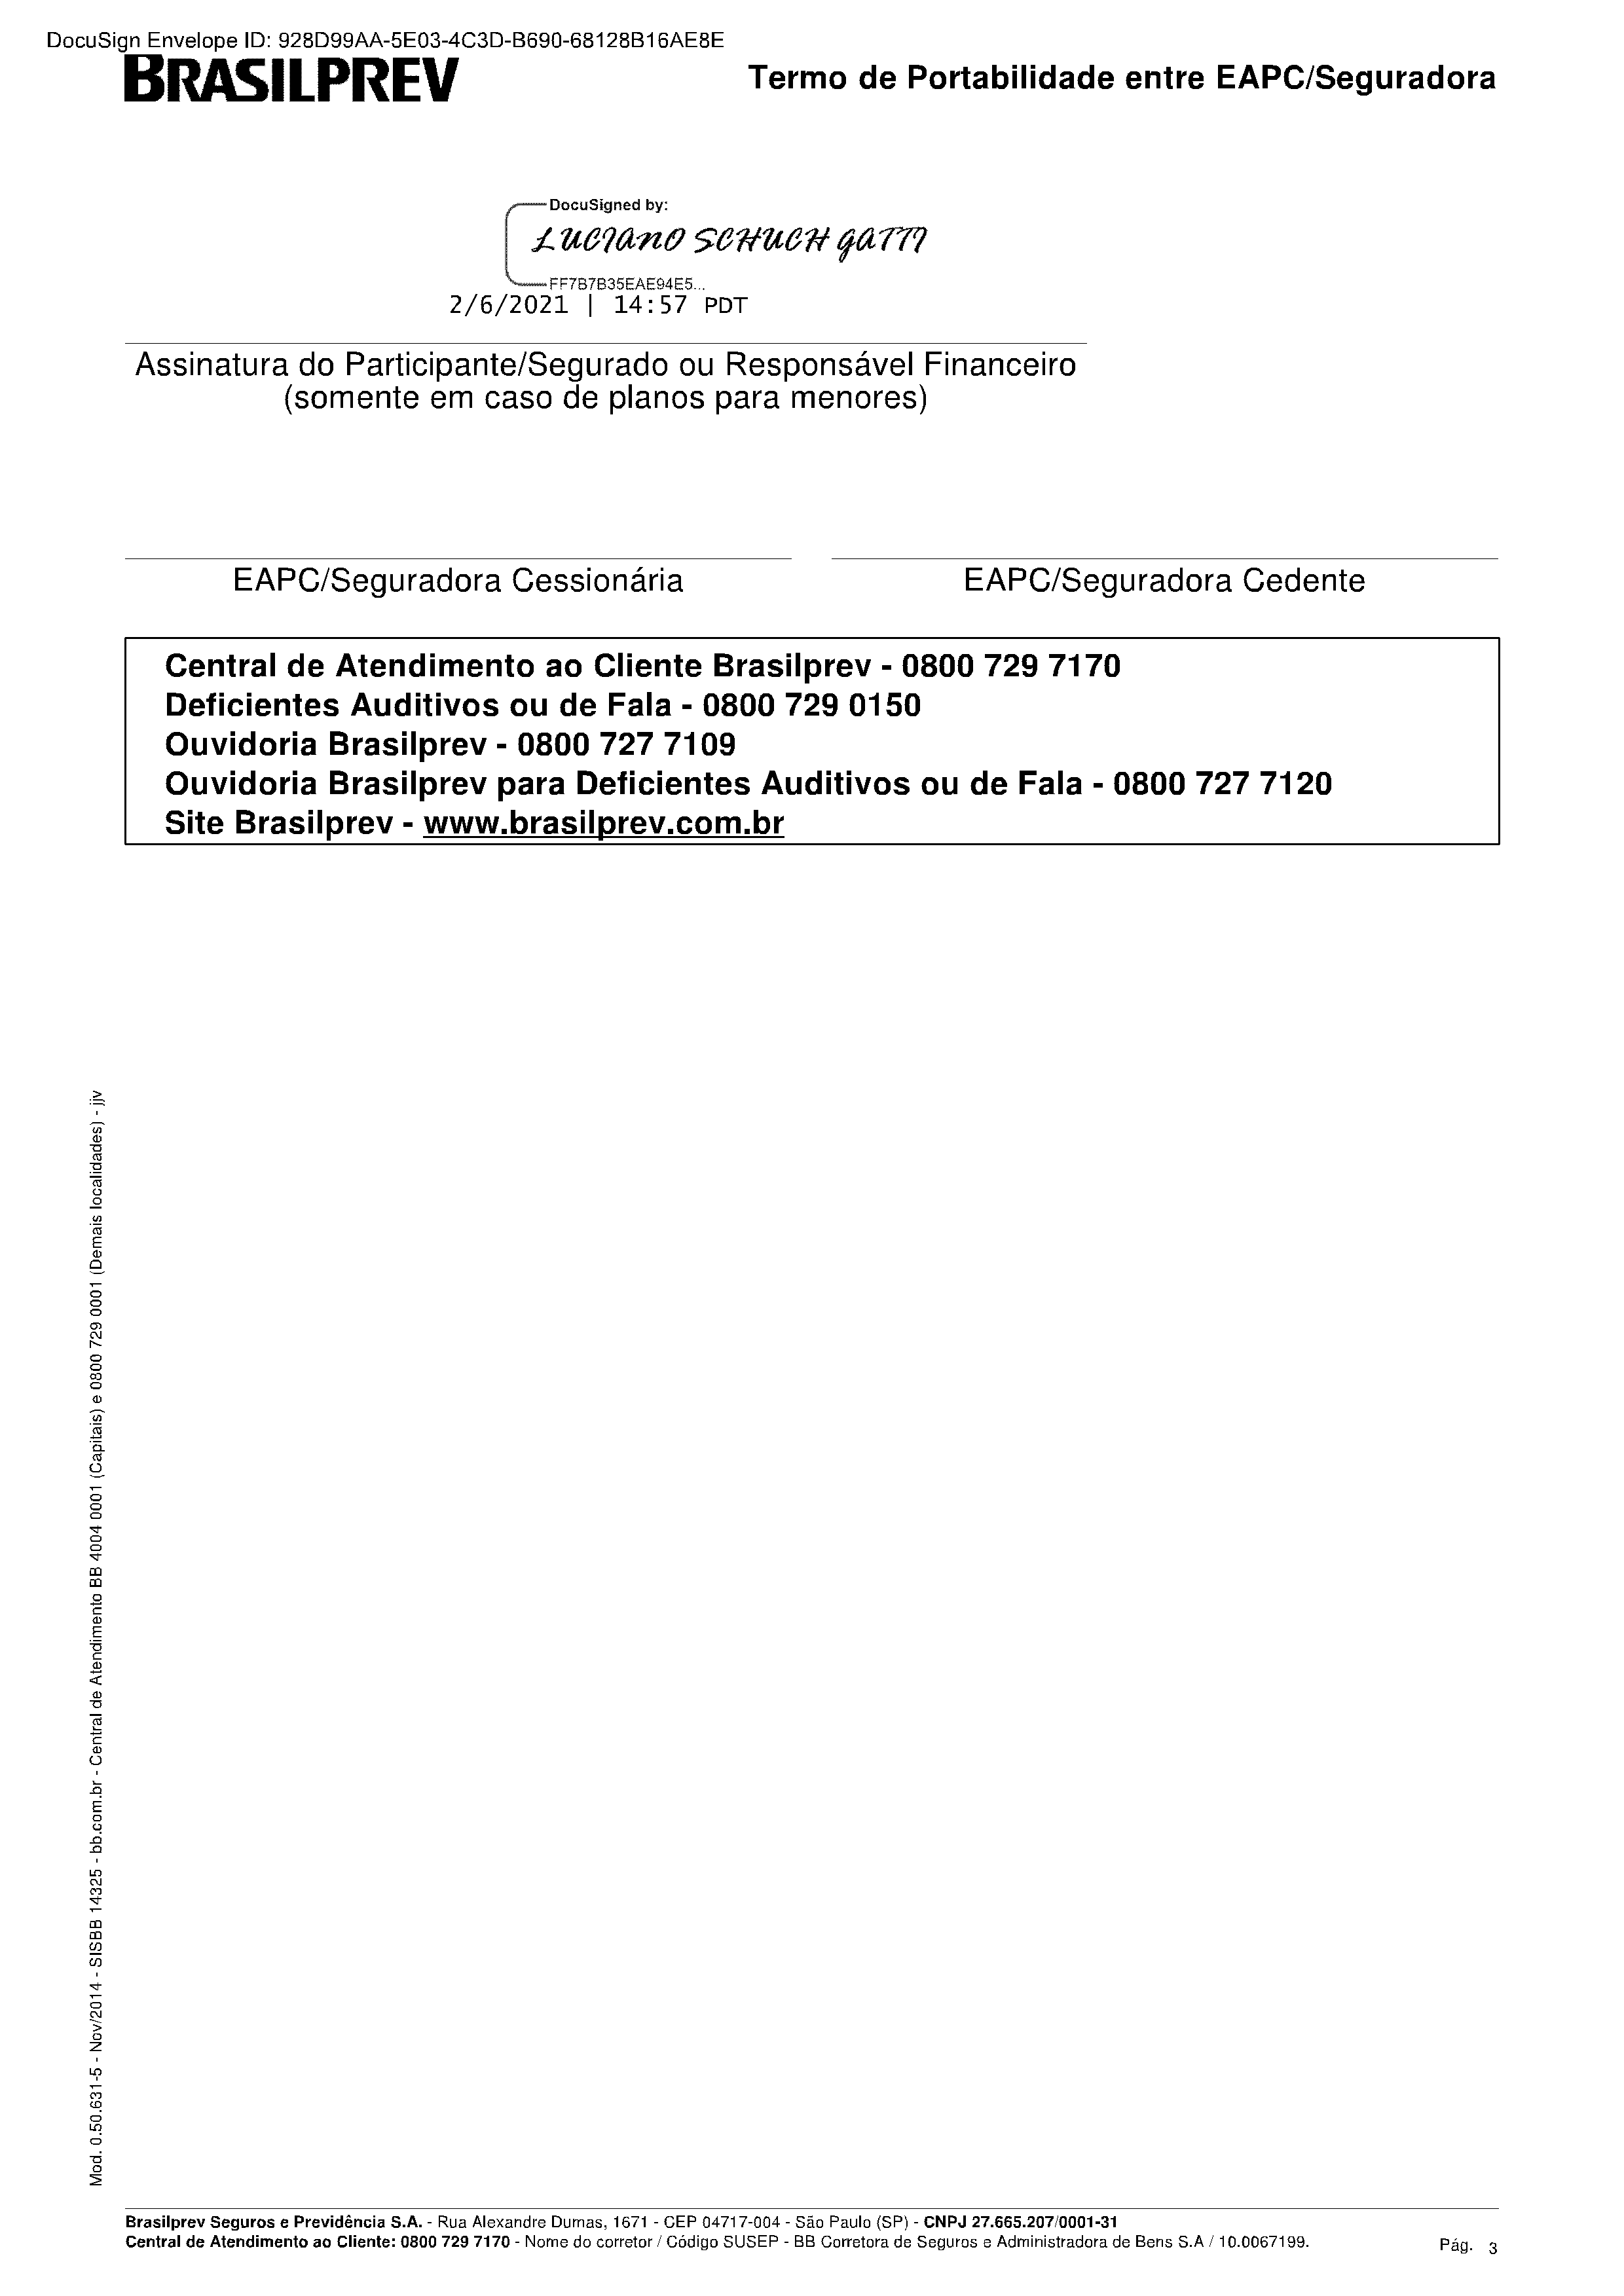 DocuSign Envelope ID: 928D99AA-5E03-4C3D-B690-68128B16AE8E
BRASILPREV
Termo de Portabilidade entre EAPC/Seguradora
DocuSigned by:
LUCIANO SCHUCH GATTI
FF7B7B35EAE94E5...
2/6/2021 | 14:57 PDT
Assinatura do Participante/Segurado ou Responsável Financeiro
(somente em caso de planos para menores)
EAPC/Seguradora Cessionária
EAPC/Seguradora Cedente
Central de Atendimento ao Cliente Brasilprev - 0800 729 7170
Deficientes Auditivos ou de Fala - 0800 729 0150
Ouvidoria Brasilprev - 0800 727 7109
Ouvidoria Brasilprev para Deficientes Auditivos ou de Fala - 0800 727 7120
Site Brasilprev - www.brasilprev.com.br
Mod. 0.50.631-5 - Nov/2014 - SISBB 14325 - bb.com.br - Central de Atendimento BB 4004 0001 (Capitais) e 0800 729 0001 (Demais localidades) - jjv
Brasilprev Seguros e Previdência S.A. - Rua Alexandre Dumas, 1671 - CEP 04717-004 - São Paulo (SP) - CNPJ 27.665.207/0001-31
Central de Atendimento ao Cliente: 0800 729 7170 - Nome do corretor / Código SUSEP - BB Corretora de Seguros e Administradora de Bens S.A / 10.0067199.
Pág. 3